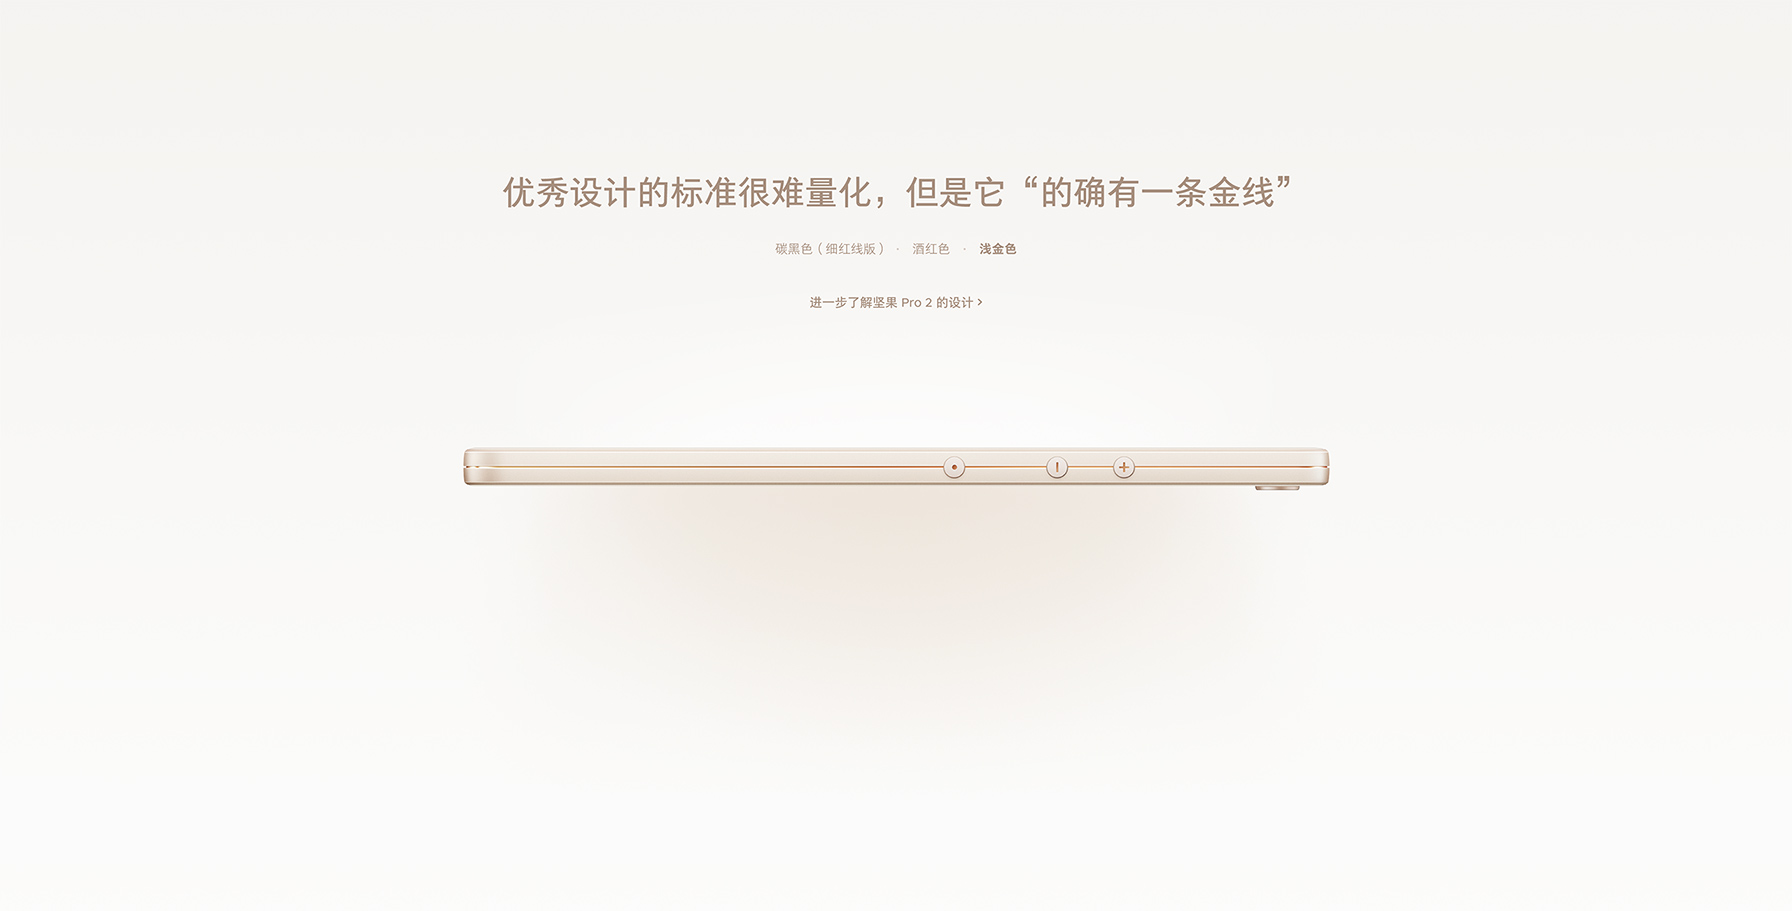 优秀设计的标准很难量化，但是它“的确有一条金线”
碳黑色（细红线版） · 酒红色 · 浅金色
进一步了解坚果 Pro 2 的设计 ›